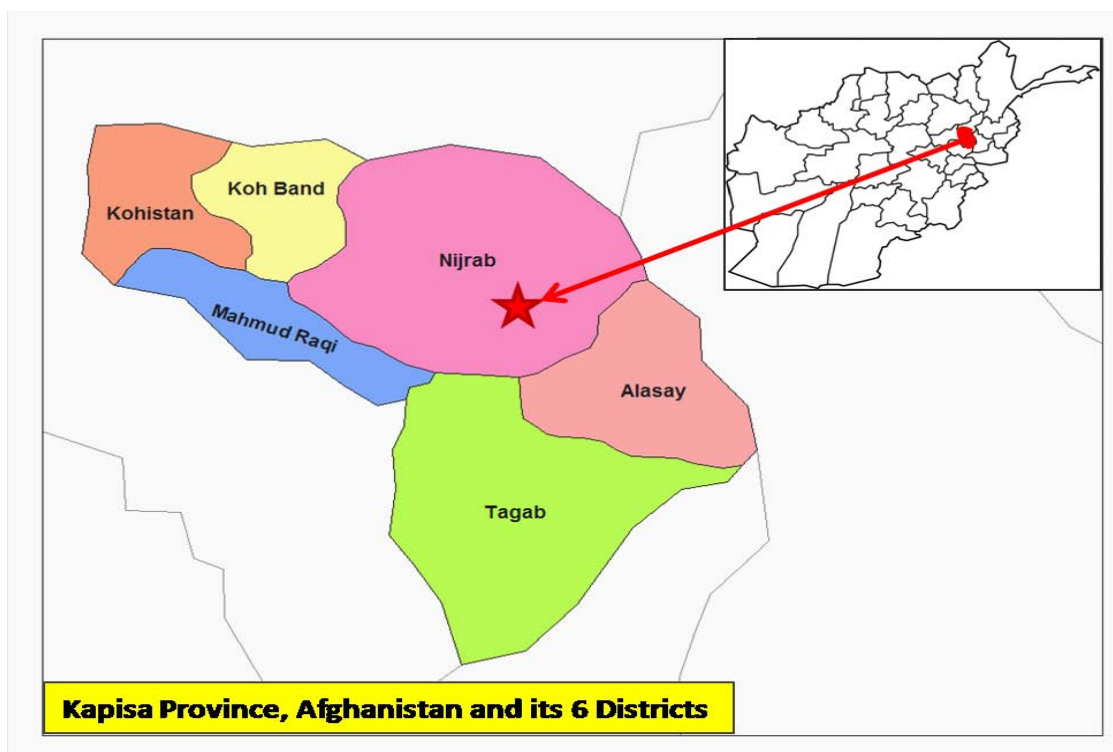 Koh Band
Kohistan
Nijrab
Mahmud Raqi
Alasay
Tagab
Kapisa Province, Afghanistan and its 6 Districts